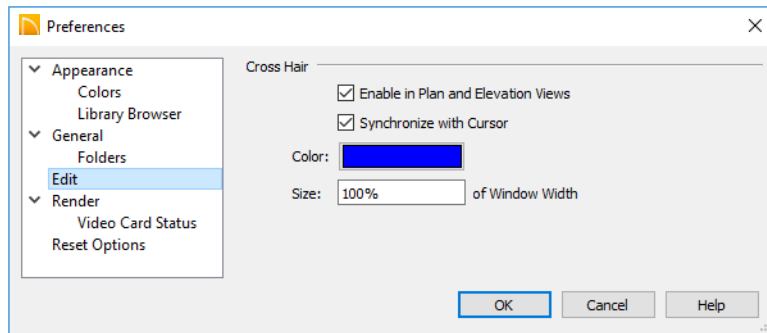 Preferences
Appearance
Colors
Library Browser
General
Folders
Edit
Render
Video Card Status
Reset Options
Cross Hair
Enable in Plan and Elevation Views
Synchronize with Cursor
Color:
Size: 100% of Window Width
OK Cancel Help